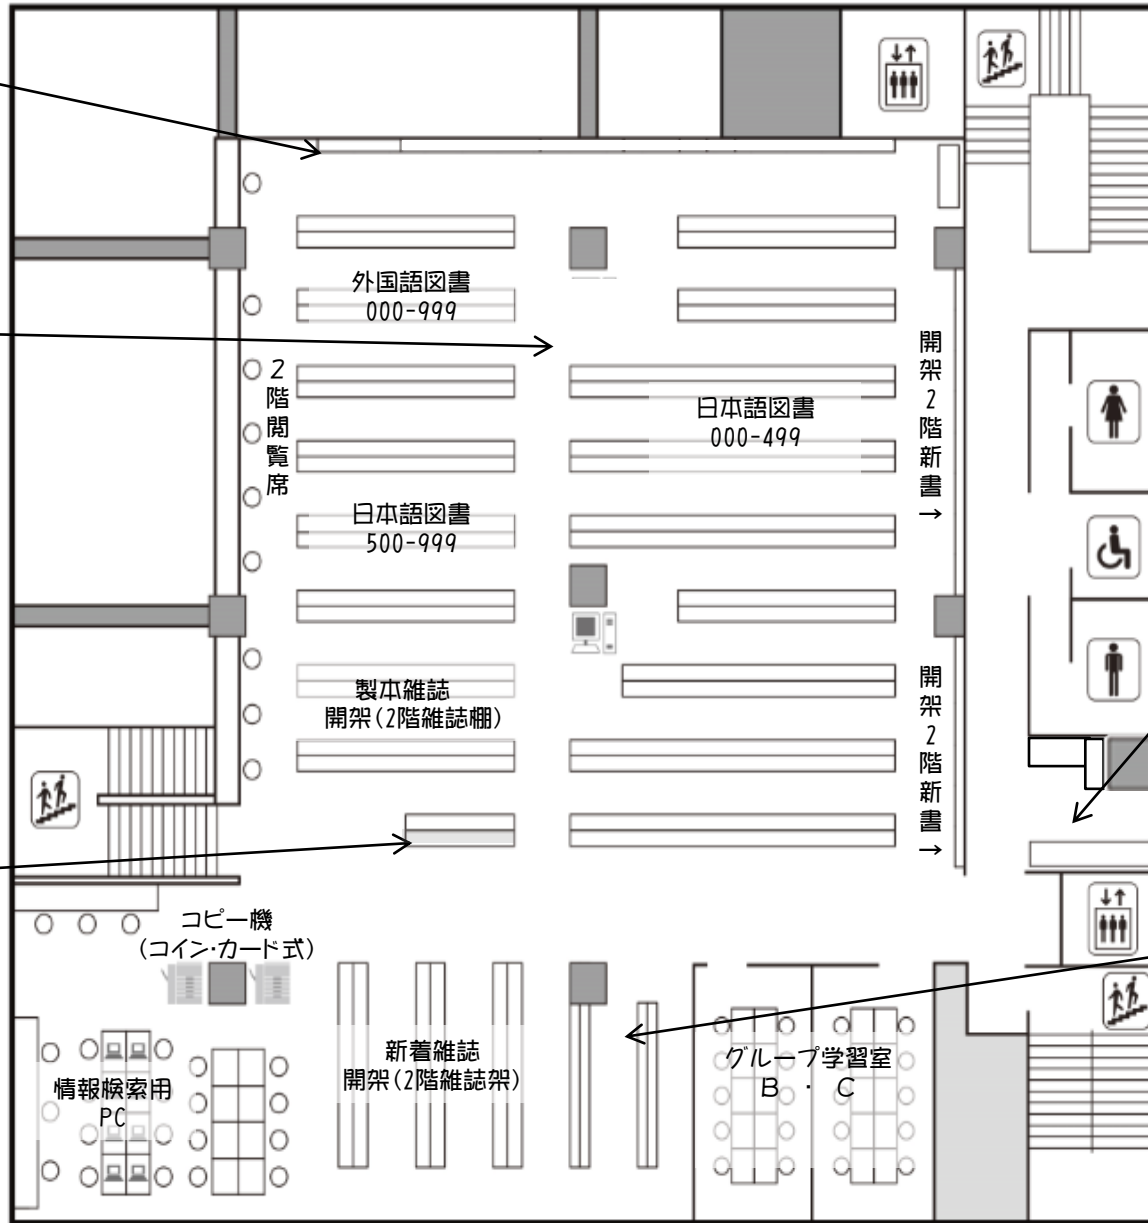 外国語図書
000-999
2階閲覧席
日本語図書
000-499
開架2階新書→
日本語図書
500-999
製本雑誌
開架(2階雑誌棚)
開架2階新書→
コピー機
(コイン・カード式)
新着雑誌
開架(2階雑誌架)
グループ学習室
B ・ C
情報検索用
PC